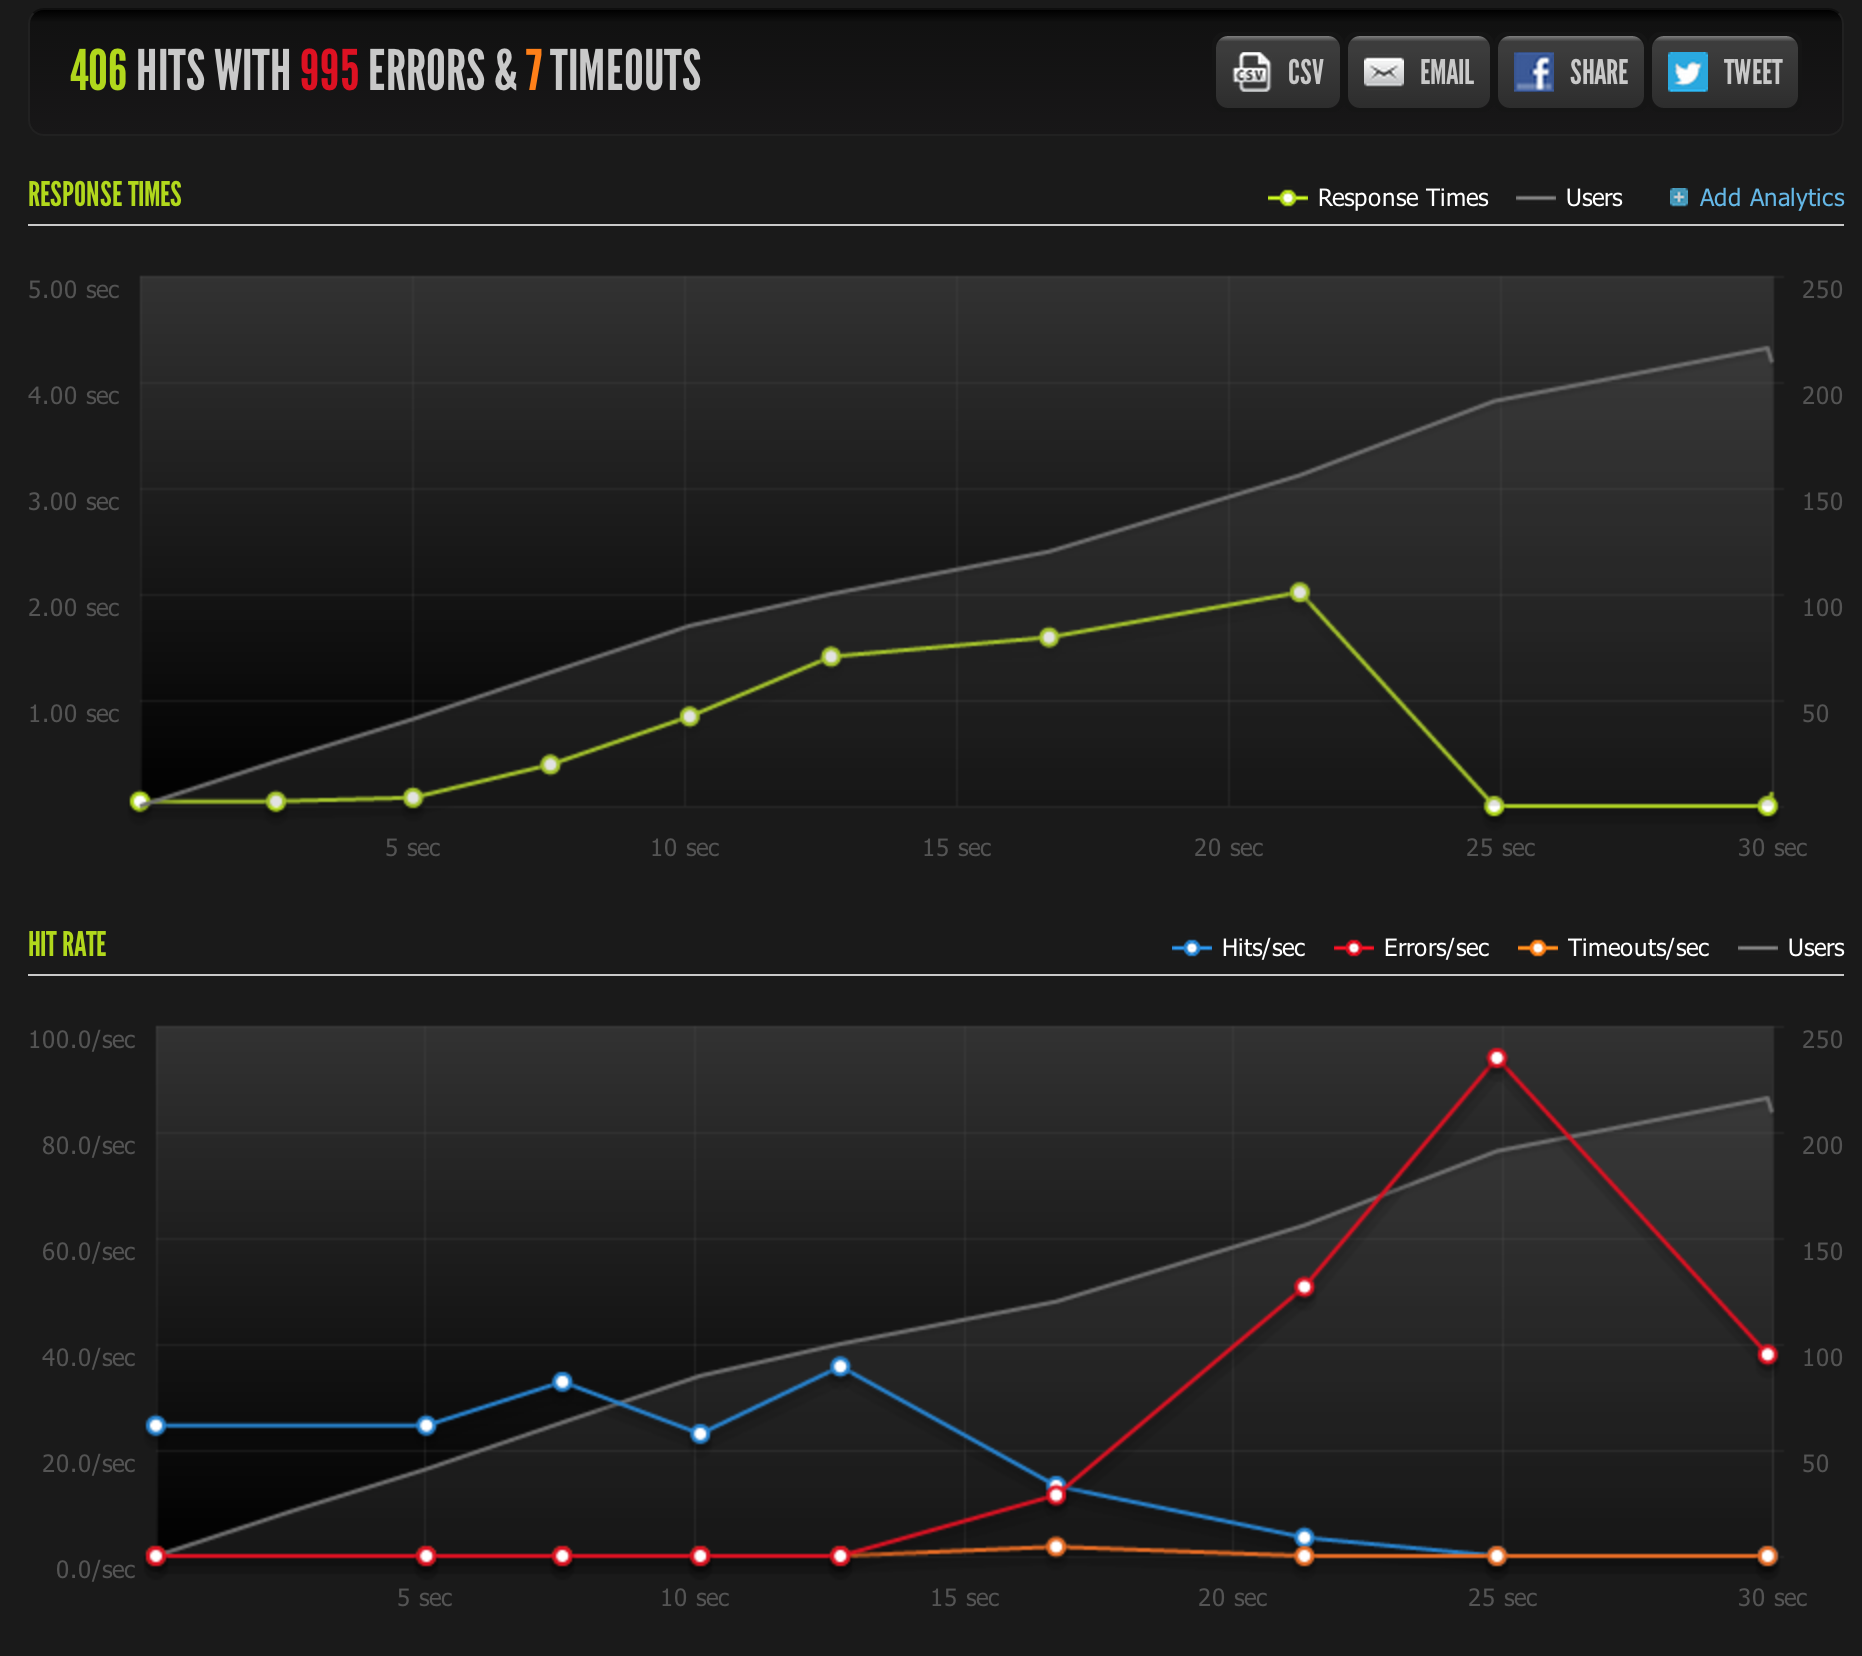 406 HITS WITH 995 ERRORS & 7 TIMEOUTS
CSV
EMAIL
SHARE
TWEET
RESPONSE TIMES
Response Times
Users
Add Analytics
5.00 sec
250
4.00 sec
200
3.00 sec
150
2.00 sec
100
1.00 sec
50
5 sec
10 sec
15 sec
20 sec
25 sec
30 sec
HIT RATE
Hits/sec
Errors/sec
Timeouts/sec
Users
100.0/sec
250
80.0/sec
200
60.0/sec
150
40.0/sec
100
20.0/sec
50
0.0/sec
5 sec
10 sec
15 sec
20 sec
25 sec
30 sec